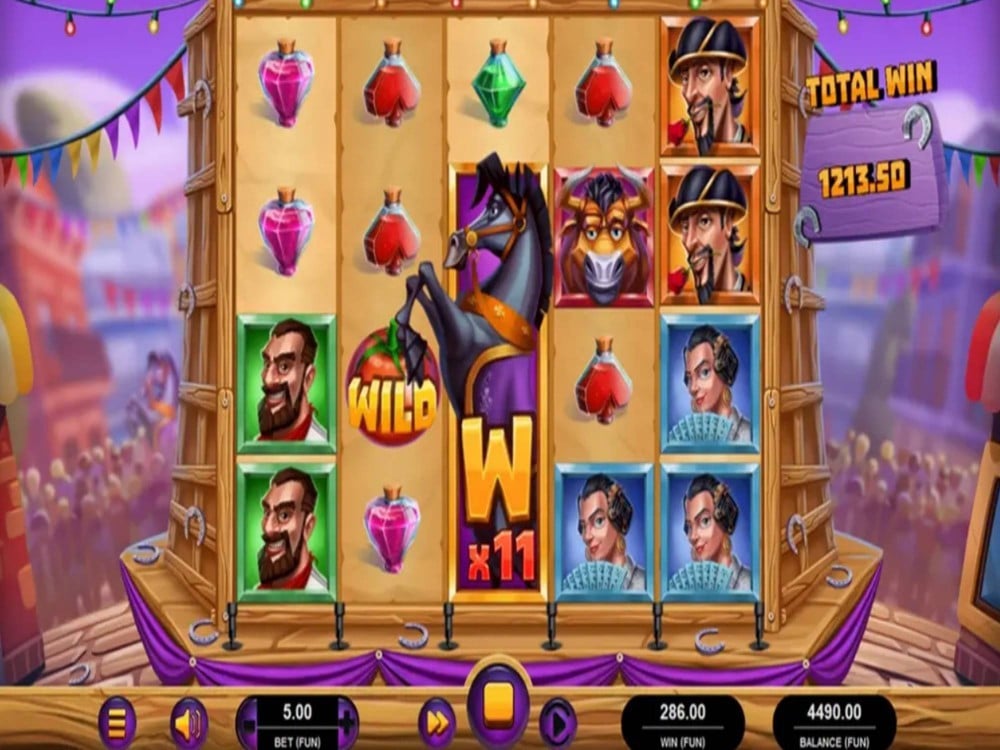 TOTAL WIN
1213.50
WILD
W
x11
5.00
BET (FUN)
286.00
WIN (FUN)
4490.00
BALANCE (FUN)